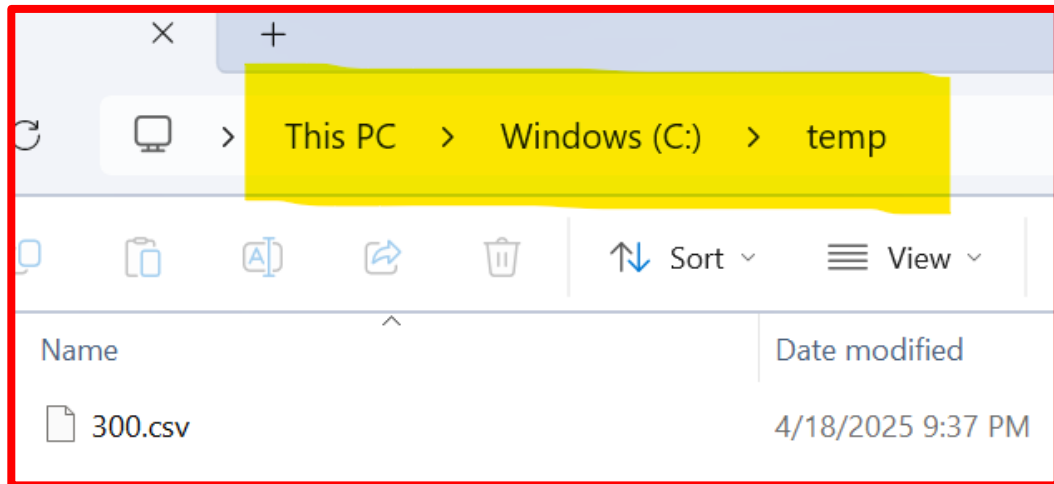 This PC > Windows (C:) > temp
Sort View
Name Date modified
300.csv 4/18/2025 9:37 PM